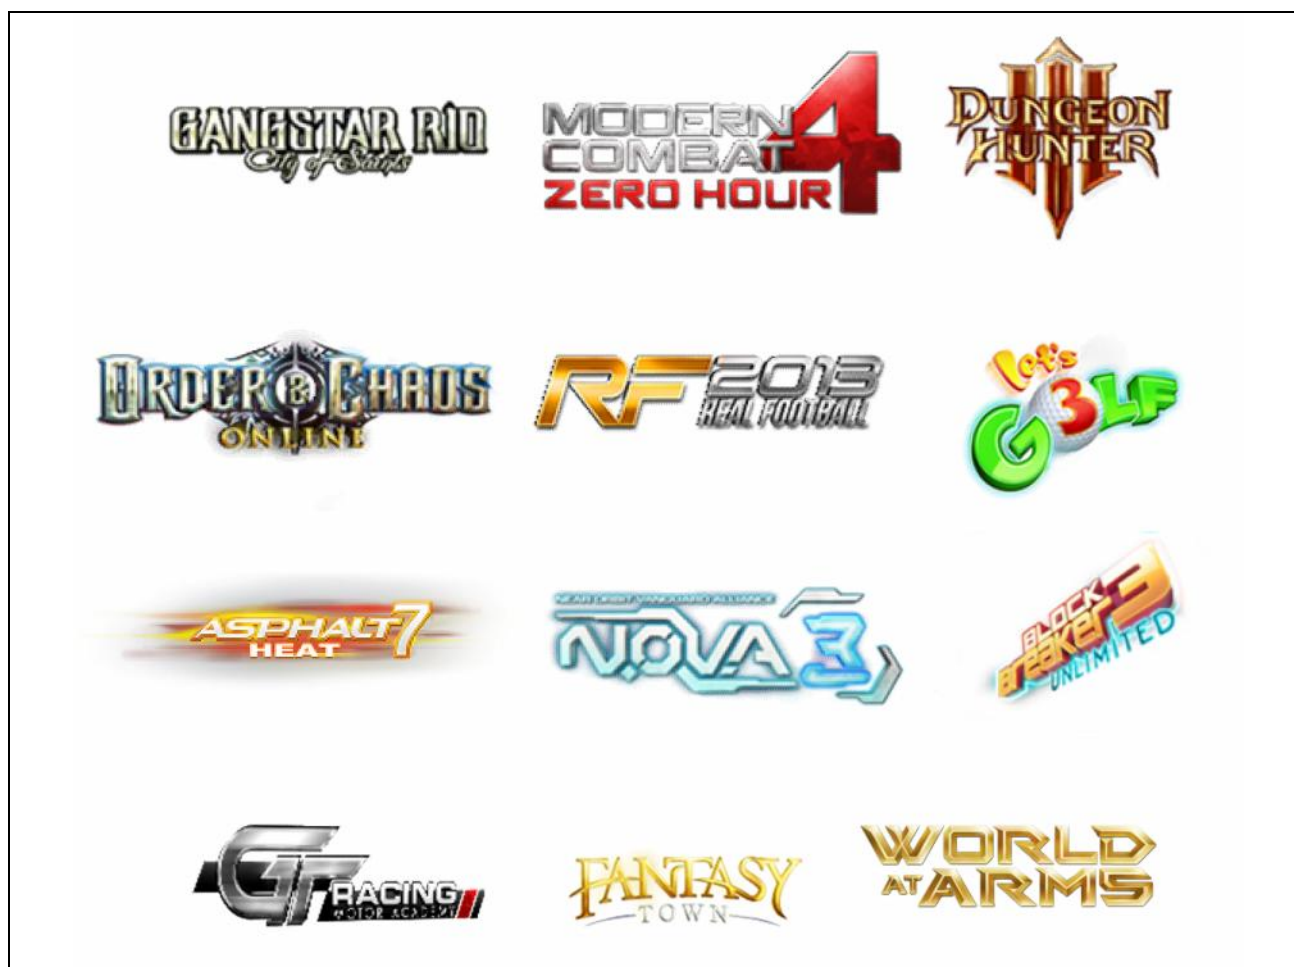 GANGSTAR RIO
City of Saints
MODERN
COMBAT 4
ZERO HOUR
DUNGEON
HUNTER
III
ORDER & CHAOS
ONLINE
RF 2013
REAL FOOTBALL
Let's
GOLF
3
ASPHALT 7
HEAT
NEAR ORBIT VANGUARD ALLIANCE
N.O.V.A 3
BLOCK
BREAKER 3
UNLIMITED
GT RACING
MOTOR ACADEMY
FANTASY
TOWN
WORLD
AT ARMS